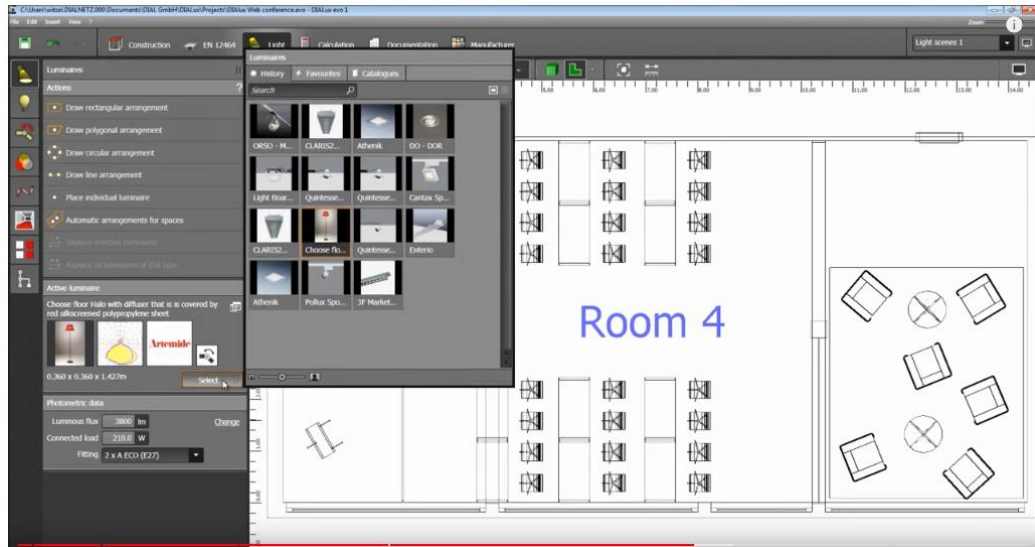 C:\Users\witzel.DIALNETZ.000\Documents\DIAL GmbH\DIALux\Projects\DIAlux Web conference.evo - DIALux evo 1
File Edit Insert View ?
Zoom
Construction EN 12464 Light Calculation Documentation Manufacturer
Light scenes 1
Luminaires
Actions ?
Draw rectangular arrangement
Draw polygonal arrangement
Draw circular arrangement
Draw line arrangement
Place individual luminaire
Automatic arrangements for spaces
Replace selected luminaires
Replace all luminaires of this type
Active luminaire
Choose floor Halo with diffuser that is is covered by
red silkscreened polypropylene sheet
Artemide
0.360 x 0.360 x 1.427m
Select
Photometric data
Luminous flux 3800 lm Change
Connected load 210.0 W
Fitting 2 x A ECO (E27)
Luminaires
History Favourites Catalogues
Search
ORSO - M... CLARIS2... Athenik DO - DOR.
Light Boar... Quintesse... Quintesse... Cantax Sp...
CLARIS2... Choose flo... Quintesse... Enterio
Athenik Pollux Spo... 3F Market...
Room 4